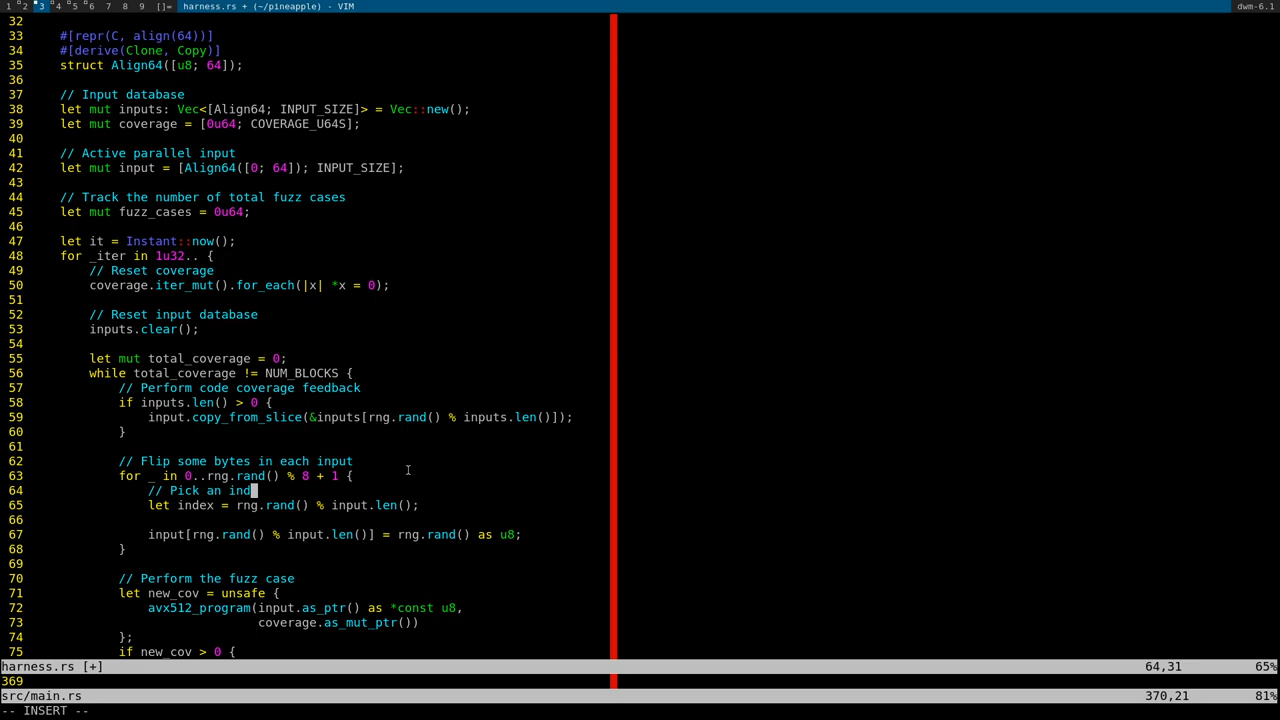 1 2 3 4 5 6 7 8 9 []= harness.rs + (~/pineapple) - VIM dwm-6.1
32
33 #[repr(C, align(64))]
34 #[derive(Clone, Copy)]
35 struct Align64([u8; 64]);
36
37 // Input database
38 let mut inputs: Vec<[Align64; INPUT_SIZE]> = Vec::new();
39 let mut coverage = [0u64; COVERAGE_U64S];
40
41 // Active parallel input
42 let mut input = [Align64([0; 64]); INPUT_SIZE];
43
44 // Track the number of total fuzz cases
45 let mut fuzz_cases = 0u64;
46
47 let it = Instant::now();
48 for _iter in 1u32.. {
49 // Reset coverage
50 coverage.iter_mut().for_each(|x| *x = 0);
51
52 // Reset input database
53 inputs.clear();
54
55 let mut total_coverage = 0;
56 while total_coverage != NUM_BLOCKS {
57 // Perform code coverage feedback
58 if inputs.len() > 0 {
59 input.copy_from_slice(&inputs[rng.rand() % inputs.len()]);
60 }
61
62 // Flip some bytes in each input
63 for _ in 0..rng.rand() % 8 + 1 {
64 // Pick an ind
65 let index = rng.rand() % input.len();
66
67 input[rng.rand() % input.len()] = rng.rand() as u8;
68 }
69
70 // Perform the fuzz case
71 let new_cov = unsafe {
72 avx512_program(input.as_ptr() as *const u8,
73 coverage.as_mut_ptr())
74 };
75 if new_cov > 0 {
harness.rs [+] 64,31 65%
369
src/main.rs 370,21 81%
-- INSERT --